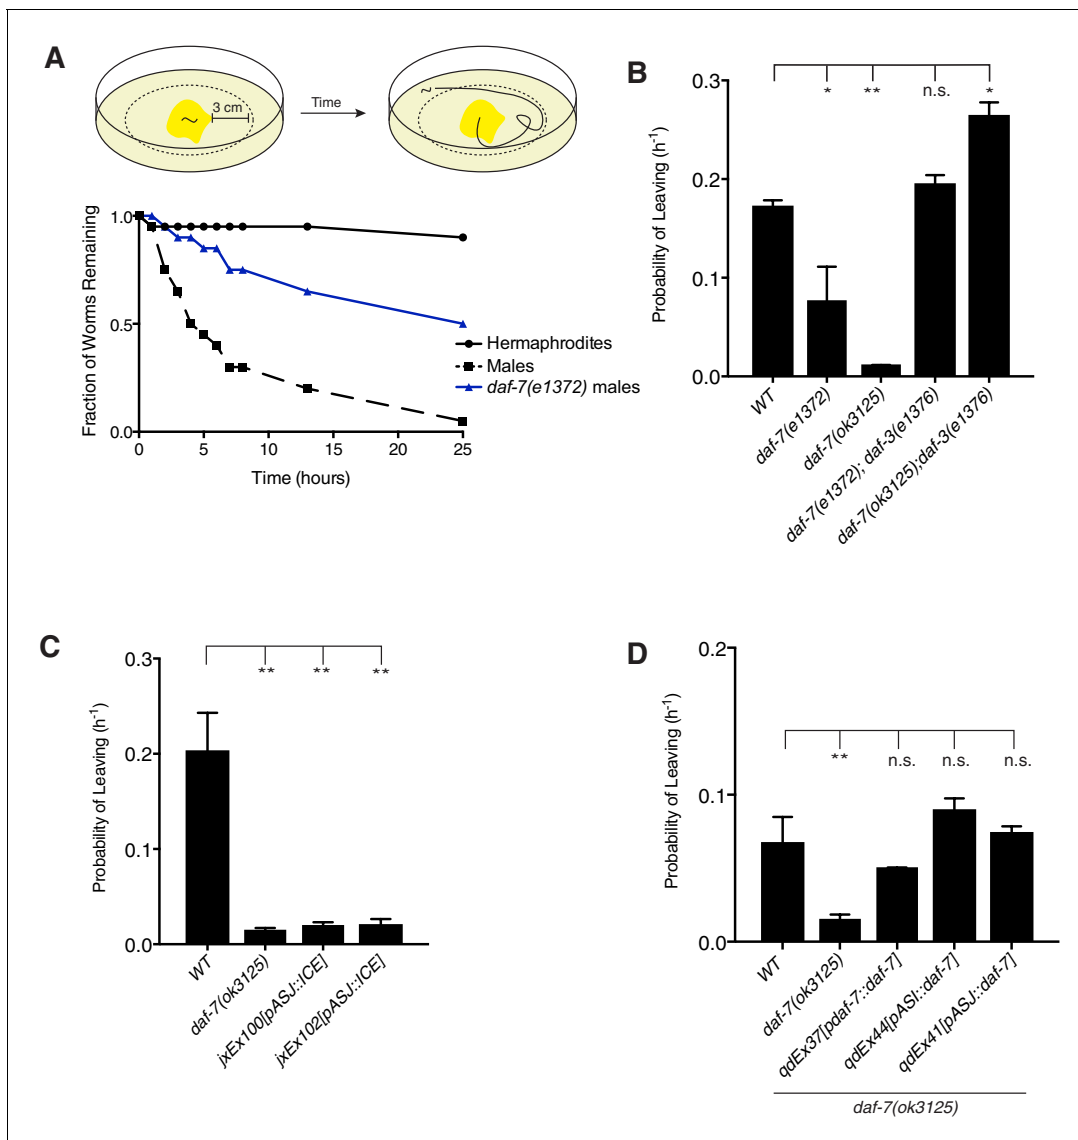 A
3 cm
Time
Fraction of Worms Remaining
1.0
0.5
0.0
0 5 10 15 20 25
Time (hours)
Hermaphrodites
Males
daf-7(e1372) males
B
Probability of Leaving (h-1)
0.3
0.2
0.1
0.0
* ** n.s. *
WT
daf-7(e1372)
daf-7(ok3125)
daf-7(e1372); daf-3(e1376)
daf-7(ok3125);daf-3(e1376)
C
Probability of Leaving (h-1)
0.3
0.2
0.1
0.0
** ** **
WT
daf-7(ok3125)
jxEx100[pASJ::ICE]
jxEx102[pASJ::ICE]
D
Probability of Leaving (h-1)
0.2
0.1
0.0
** n.s. n.s. n.s.
WT
daf-7(ok3125)
qdEx37[pdaf-7::daf-7]
qdEx44[pASI::daf-7]
qdEx41[pASJ::daf-7]
daf-7(ok3125)